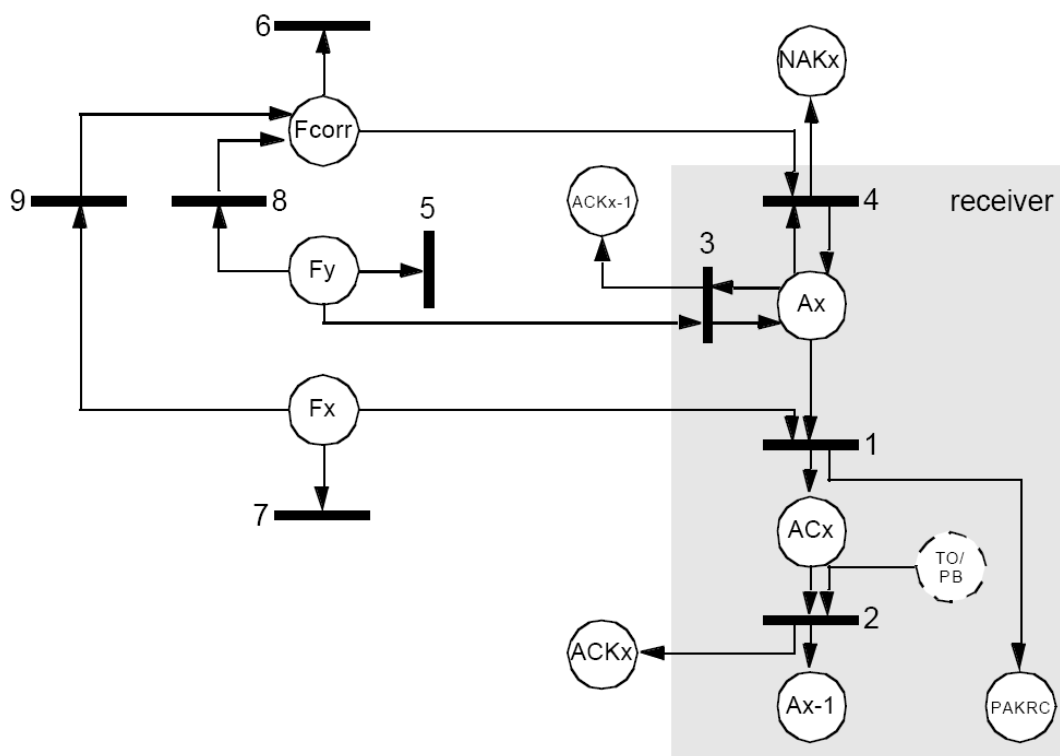 6
NAKx
Fcorr
9
8
5
ACKx-1
4
receiver
3
Fy
Ax
Fx
1
7
ACx
TO/
PB
2
ACKx
Ax-1
PAKRC